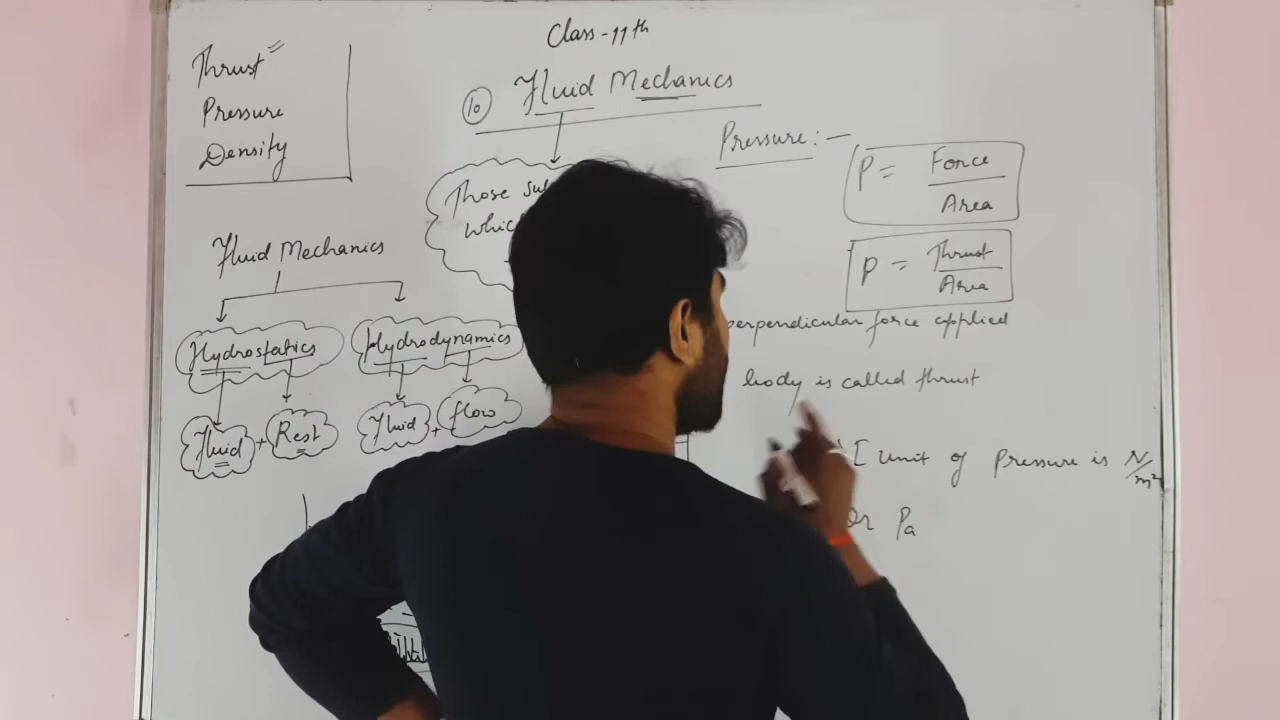 Class-11th
10 Fluid Mechanics
Thrust
Pressure
Density
Those
which
Fluid Mechanics
Hydrostatics Hydrodynamics
Fluid + Rest Fluid + flow
Pressure :-
P = Force / Area
P = Thrust / Area
perpendicular force applied
body is called thrust
I unit of Pressure is N/m²
Or Pa